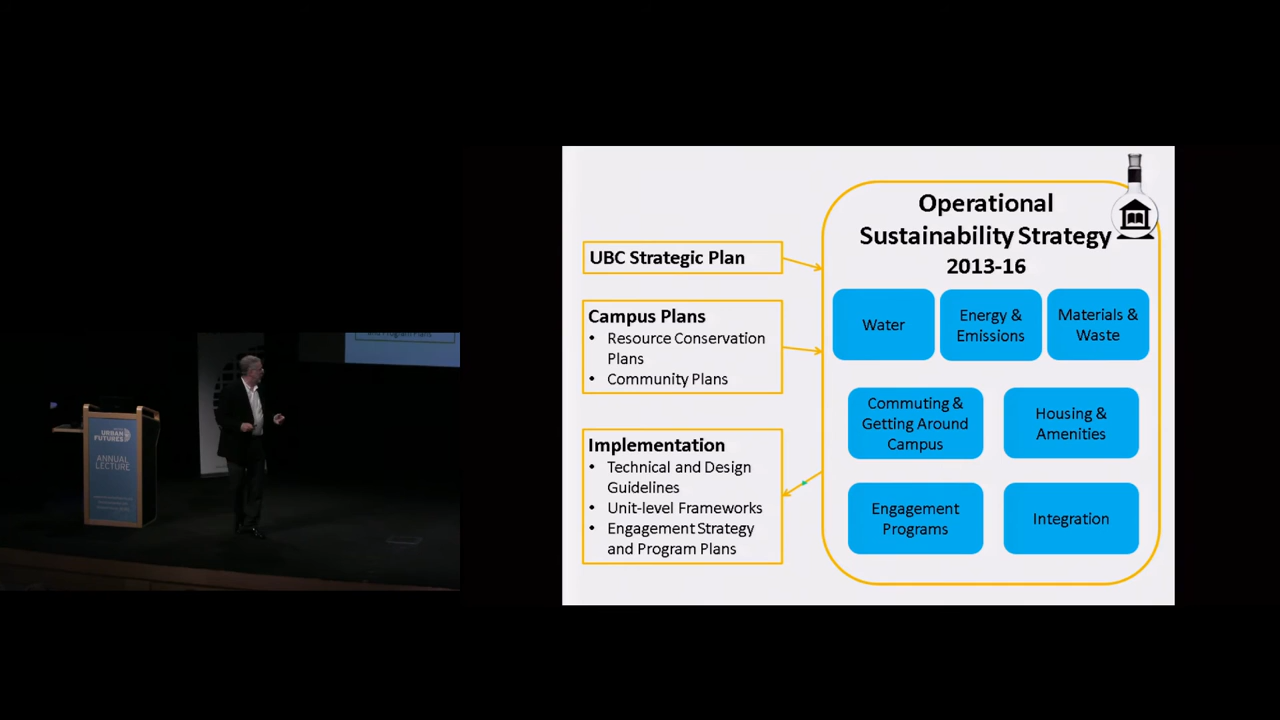 URBAN
FUTURES
ANNUAL
LECTURE
UBC Strategic Plan
Campus Plans
• Resource Conservation
Plans
• Community Plans
Implementation
• Technical and Design
Guidelines
• Unit-level Frameworks
• Engagement Strategy
and Program Plans
Operational
Sustainability Strategy
2013-16
Water
Energy &
Emissions
Materials &
Waste
Commuting &
Getting Around
Campus
Housing &
Amenities
Engagement
Programs
Integration